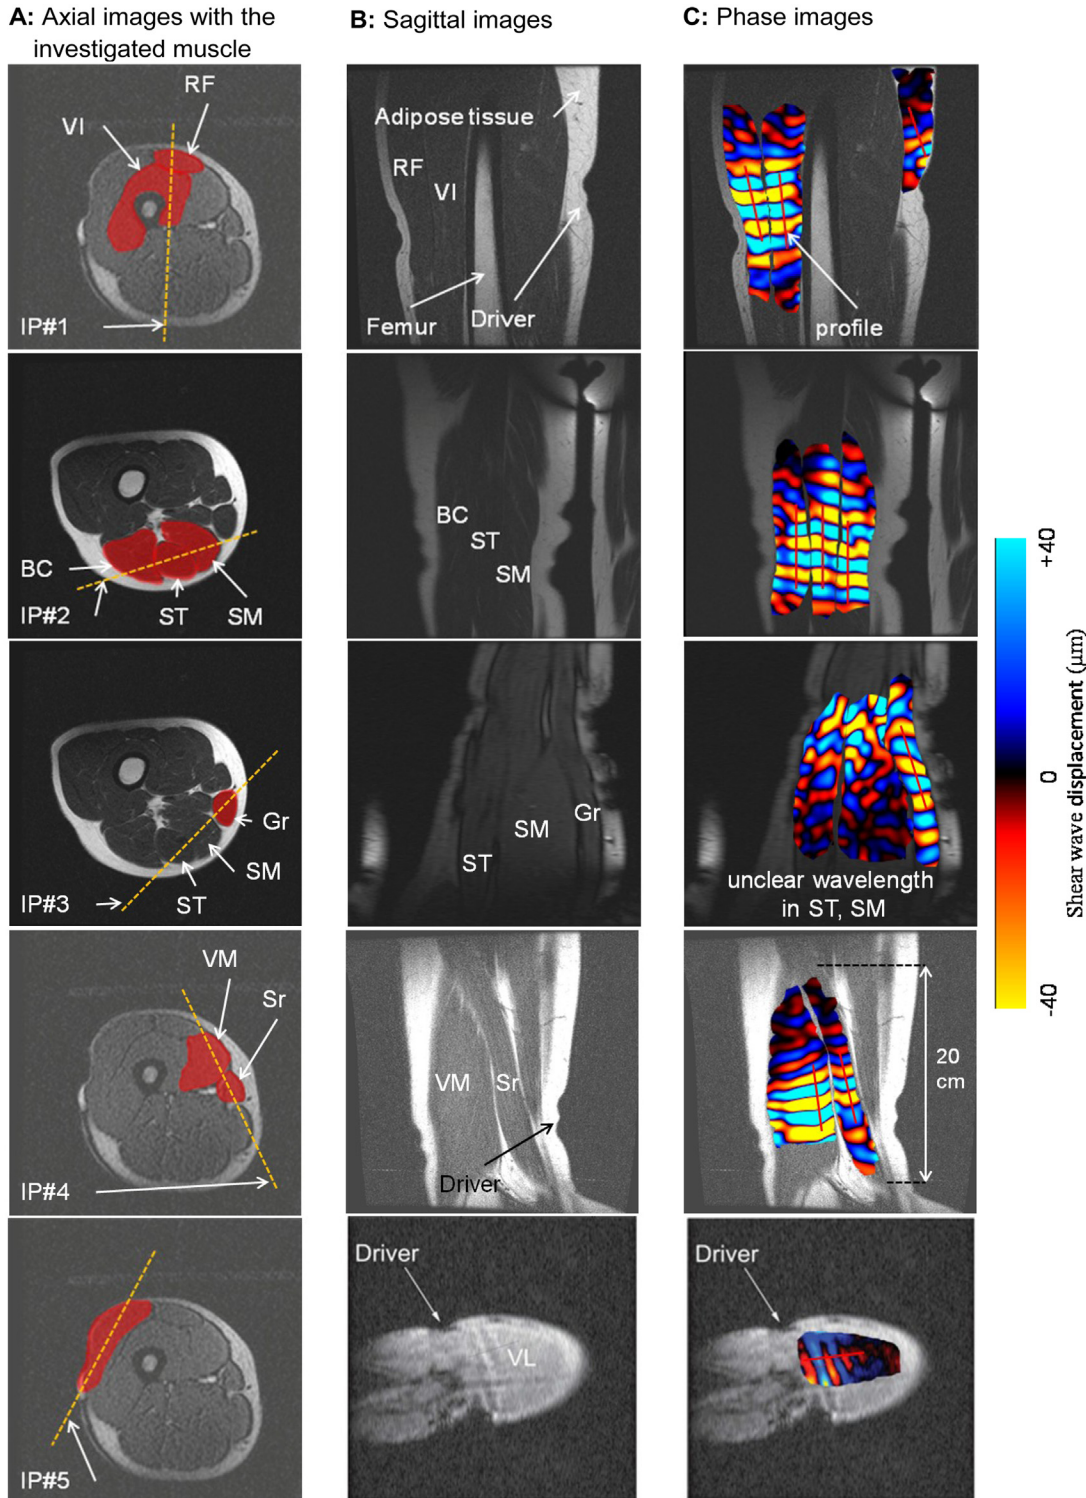 A: Axial images with the
investigated muscle
B: Sagittal images
C: Phase images
RF
VI
IP#1
Adipose tissue
RF
VI
Femur
Driver
profile
BC
IP#2
ST
SM
BC
ST
SM
Gr
SM
IP#3
ST
Gr
SM
ST
unclear wavelength
in ST, SM
VM
Sr
IP#4
VM
Sr
Driver
20
cm
IP#5
Driver
VL
Driver
+40
0
-40
Shear wave displacement (µm)